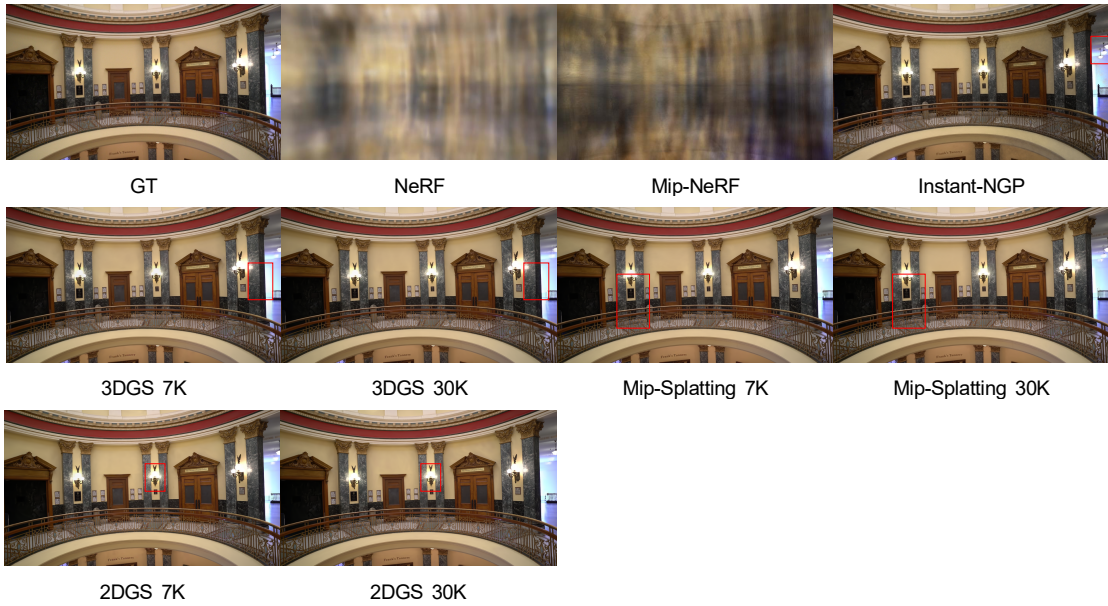 GT
NeRF
Mip-NeRF
Instant-NGP
3DGS 7K
3DGS 30K
Mip-Splatting 7K
Mip-Splatting 30K
2DGS 7K
2DGS 30K